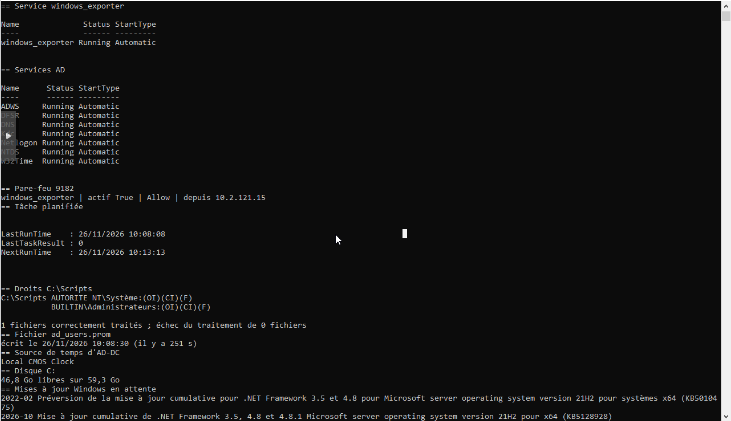 == Service windows_exporter
Name Status StartType
---- ------ ---------
windows_exporter Running Automatic
== Services AD
Name Status StartType
---- ------ ---------
ADWS Running Automatic
Running Automatic
Running Automatic
Running Automatic
Netlogon Running Automatic
Running Automatic
W32Time Running Automatic
== Pare-feu 9182
windows_exporter | actif True | Allow | depuis 10.2.121.15
== Tâche planifiée
LastRunTime : 26/11/2026 10:08:08
LastTaskResult : 0
NextRunTime : 26/11/2026 10:13:13
== Droits C:\Scripts
C:\Scripts AUTORITE NT\Système:(OI)(CI)(F)
BUILTIN\Administrateurs:(OI)(CI)(F)
1 fichiers correctement traités ; échec du traitement de 0 fichiers
== Fichier ad_users.prom
écrit le 26/11/2026 10:08:30 (il y a 251 s)
== Source de temps d'AD-DC
Local CMOS Clock
== Disque C:
46,8 Go libres sur 59,3 Go
== Mises à jour Windows en attente
2022-02 Préversion de la mise à jour cumulative pour .NET Framework 3.5 et 4.8 pour Microsoft server operating system version 21H2 pour systèmes x64 (KB50104
75)
2026-10 Mise à jour cumulative de .NET Framework 3.5, 4.8 et 4.8.1 Microsoft server operating system version 21H2 pour x64 (KB5128928)